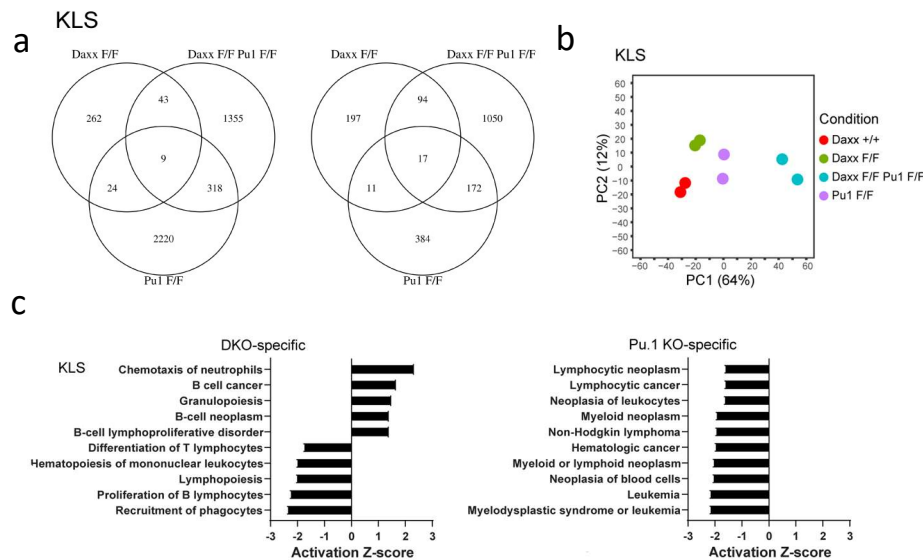 KLS
a
Daxx F/F
Daxx F/F Pu1 F/F
43
262
1355
9
24
318
2220
Pu1 F/F
Daxx F/F
Daxx F/F Pu1 F/F
94
197
1050
17
11
172
384
Pu1 F/F
b
KLS
60
50
40
30
20
10
0
-10
-20
-30
-40
-50
-60
PC2 (12%)
-60
-40
-20
0
20
40
60
PC1 (64%)
Condition
Daxx +/+
Daxx F/F
Daxx F/F Pu1 F/F
Pu1 F/F
c
KLS
DKO-specific
Chemotaxis of neutrophils
B cell cancer
Granulopoiesis
B-cell neoplasm
B-cell lymphoproliferative disorder
Differentiation of T lymphocytes
Hematopoiesis of mononuclear leukocytes
Lymphopoiesis
Proliferation of B lymphocytes
Recruitment of phagocytes
-3 -2 -1 0 1 2 3
Activation Z-score
Pu.1 KO-specific
Lymphocytic neoplasm
Lymphocytic cancer
Neoplasia of leukocytes
Myeloid neoplasm
Non-Hodgkin lymphoma
Hematologic cancer
Myeloid or lymphoid neoplasm
Neoplasia of blood cells
Leukemia
Myelodysplastic syndrome or leukemia
-3 -2 -1 0 1 2 3
Activation Z-score